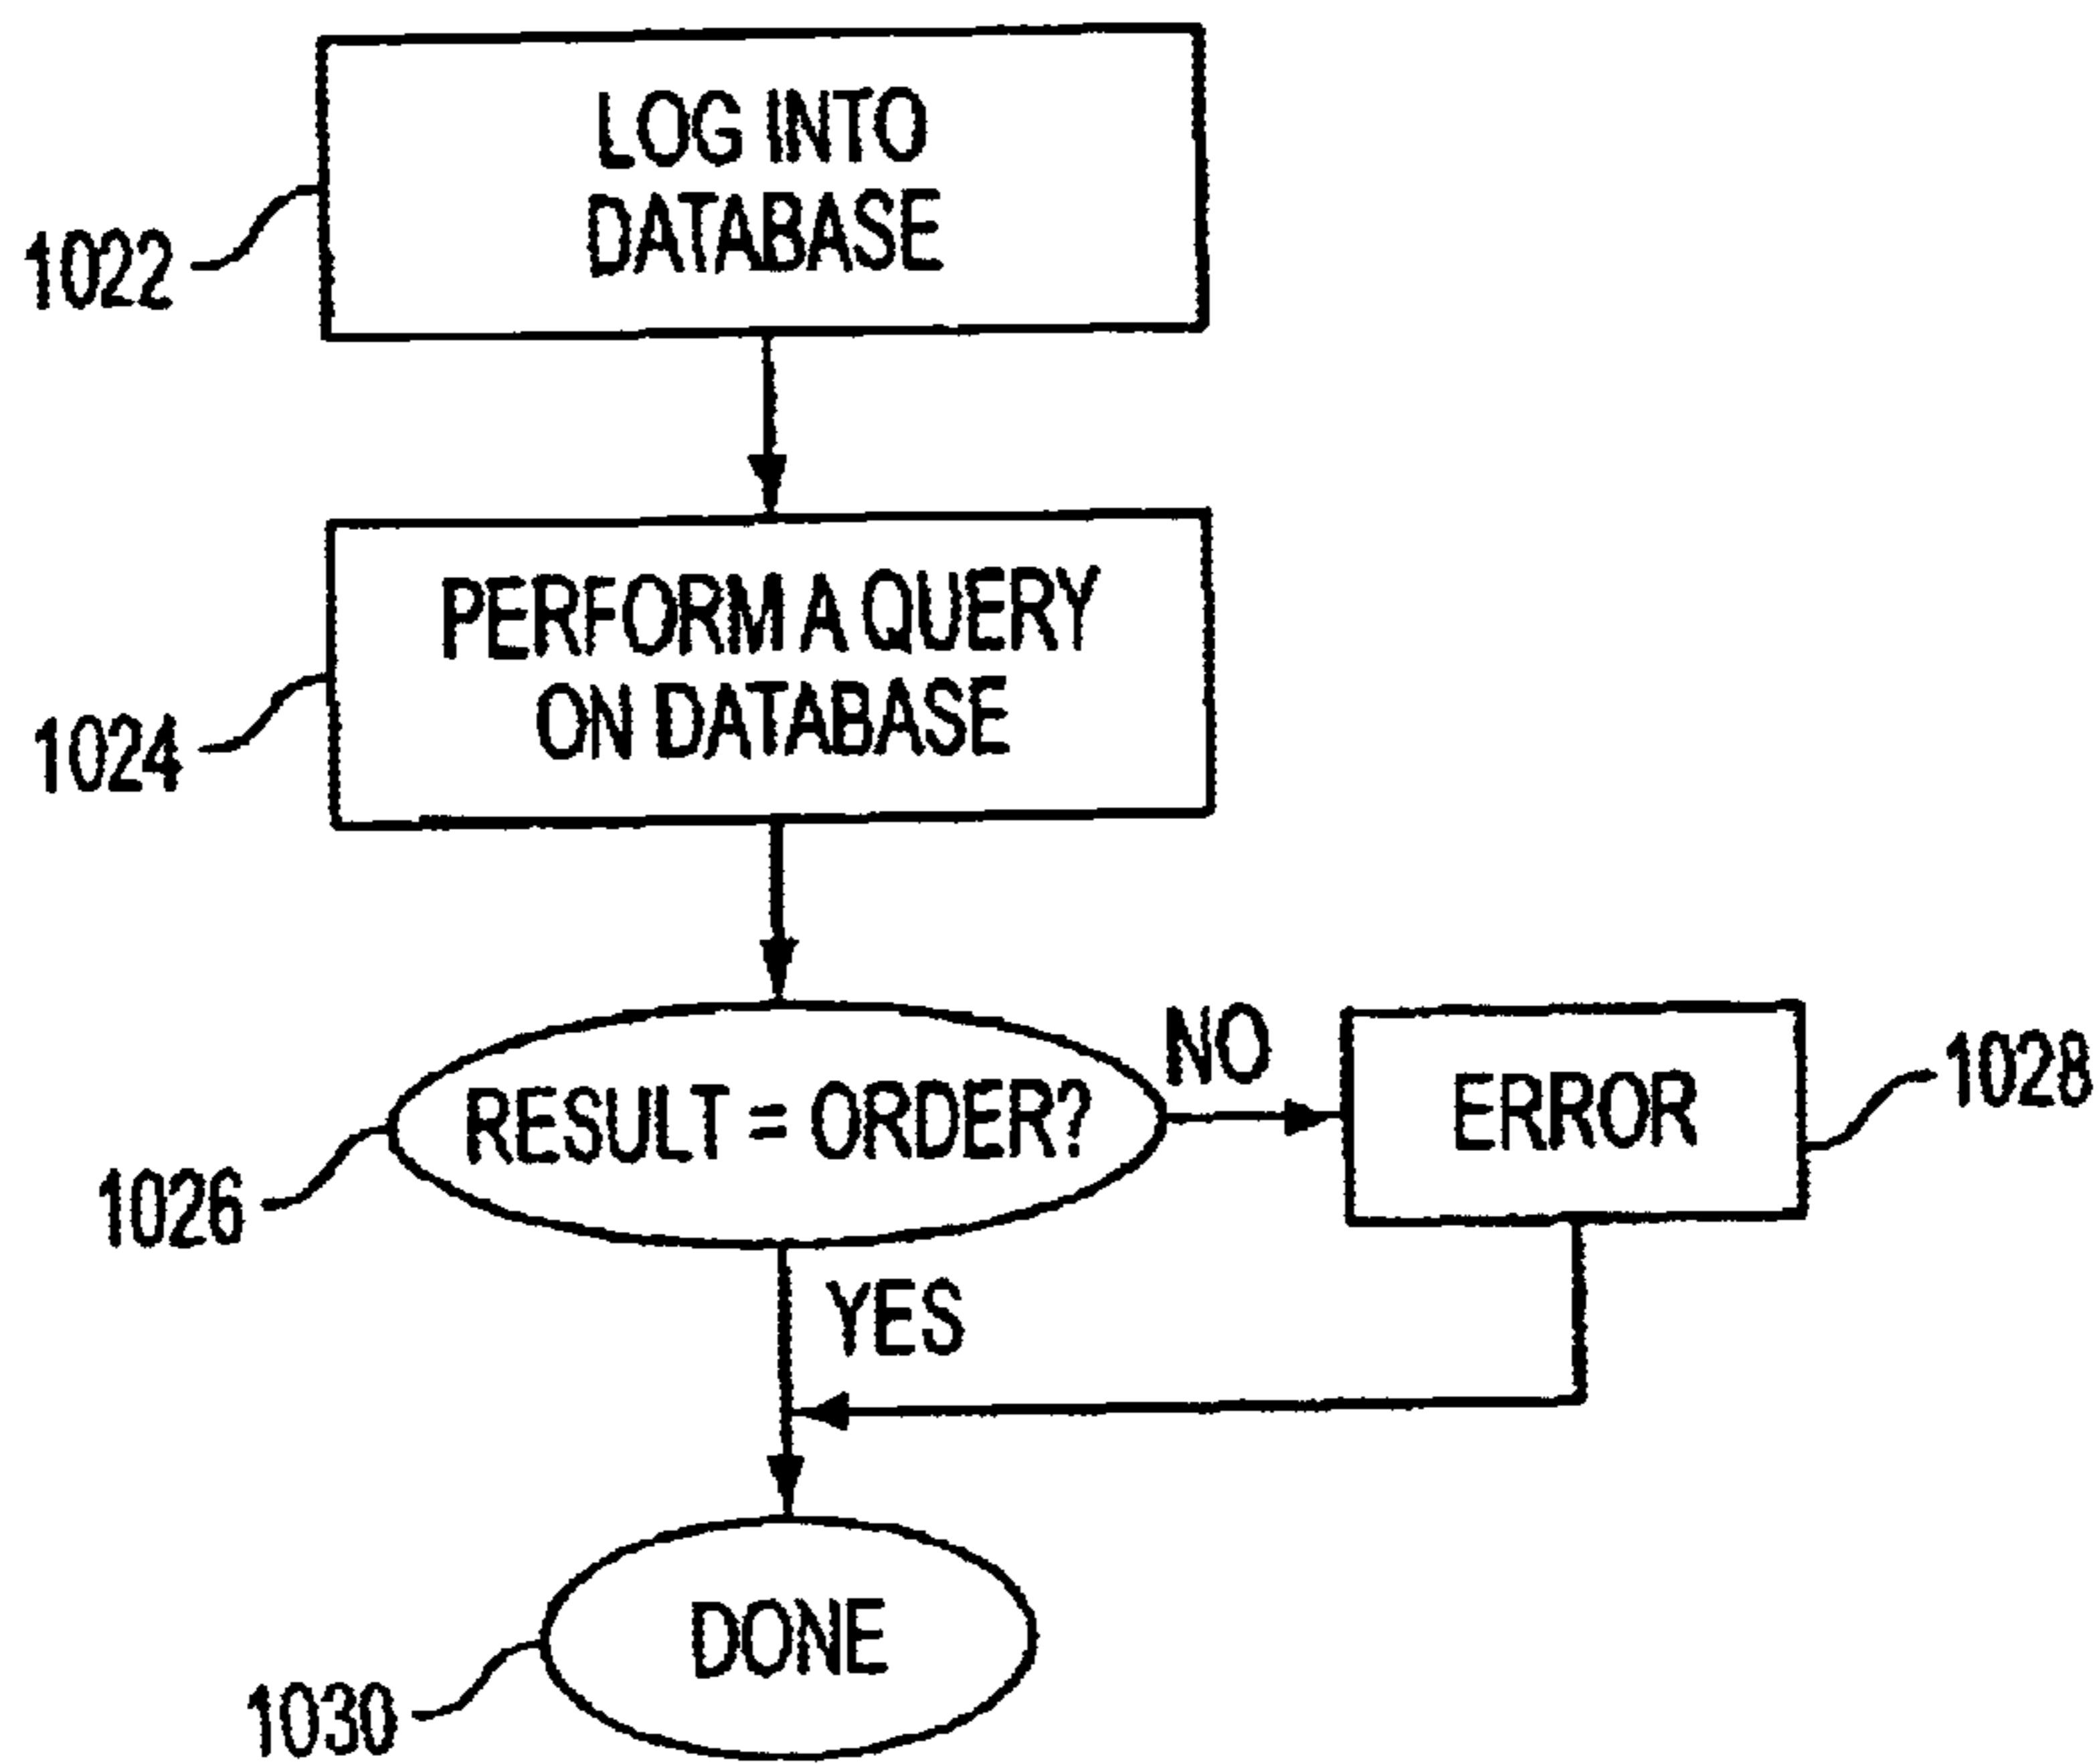 LOG INTO
DATABASE
1022
PERFORM A QUERY
ON DATABASE
1024
RESULT = ORDER?
NO
ERROR
1028
1026
YES
DONE
1030